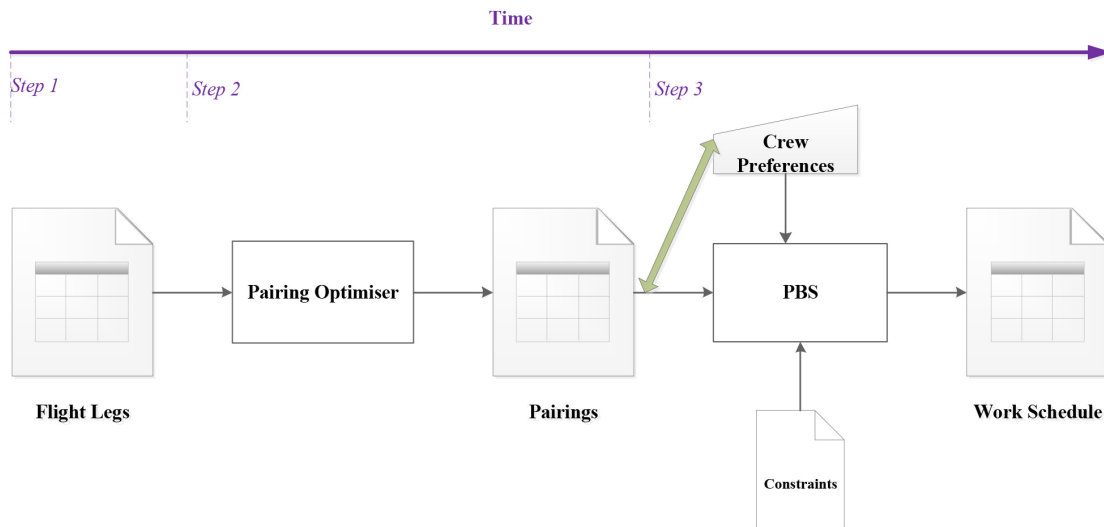 Time
Step 1
Step 2
Step 3
Crew
Preferences
Pairing Optimiser
PBS
Flight Legs
Pairings
Work Schedule
Constraints